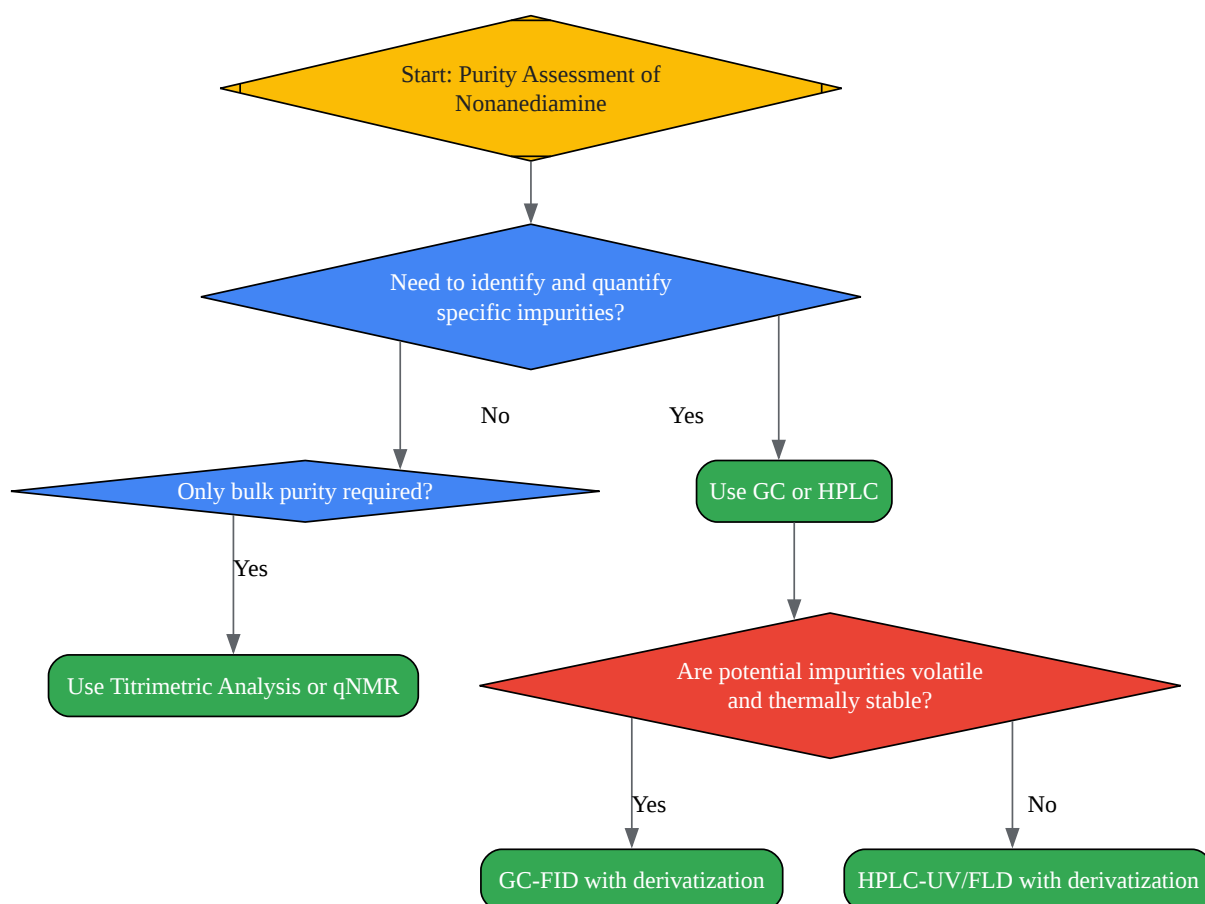 Start: Purity Assessment of
Nonanediamine
Need to identify and quantify
specific impurities?
No
Yes
Only bulk purity required?
Use GC or HPLC
Yes
Use Titrimetric Analysis or qNMR
Are potential impurities volatile
and thermally stable?
Yes
No
GC-FID with derivatization
HPLC-UV/FLD with derivatization